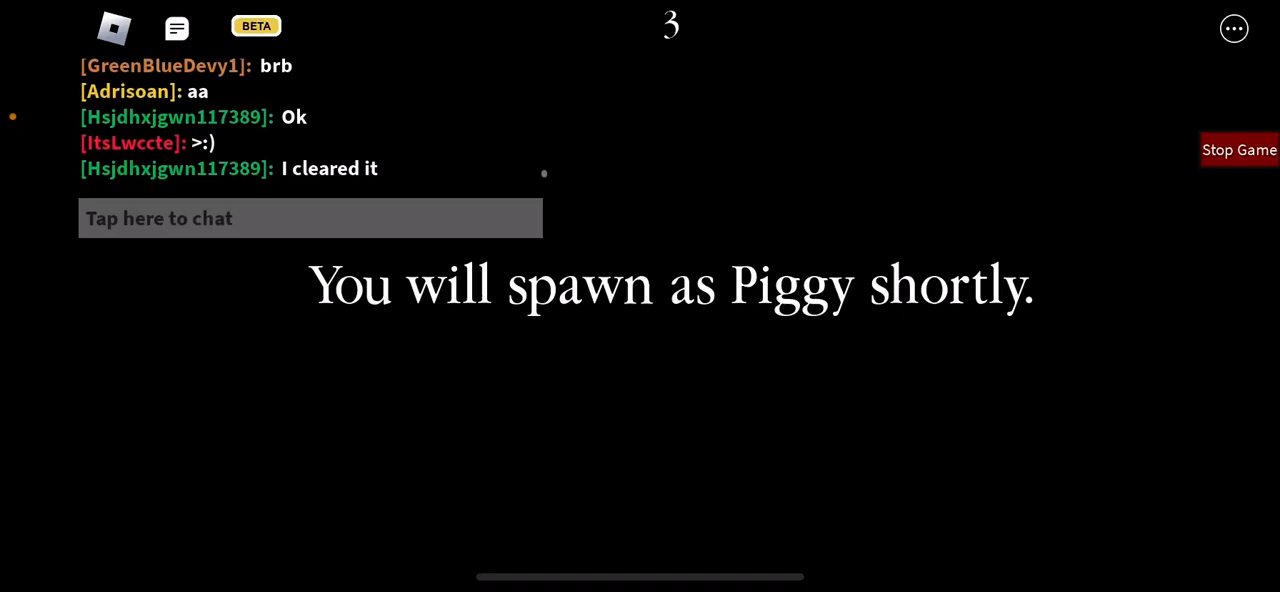 BETA
3
[GreenBlueDevy1]: brb
[Adrisoan]: aa
[Hsjdhxjgwn117389]: Ok
[ItsLwccte]: >:)
[Hsjdhxjgwn117389]: I cleared it
Stop Game
Tap here to chat
You will spawn as Piggy shortly.